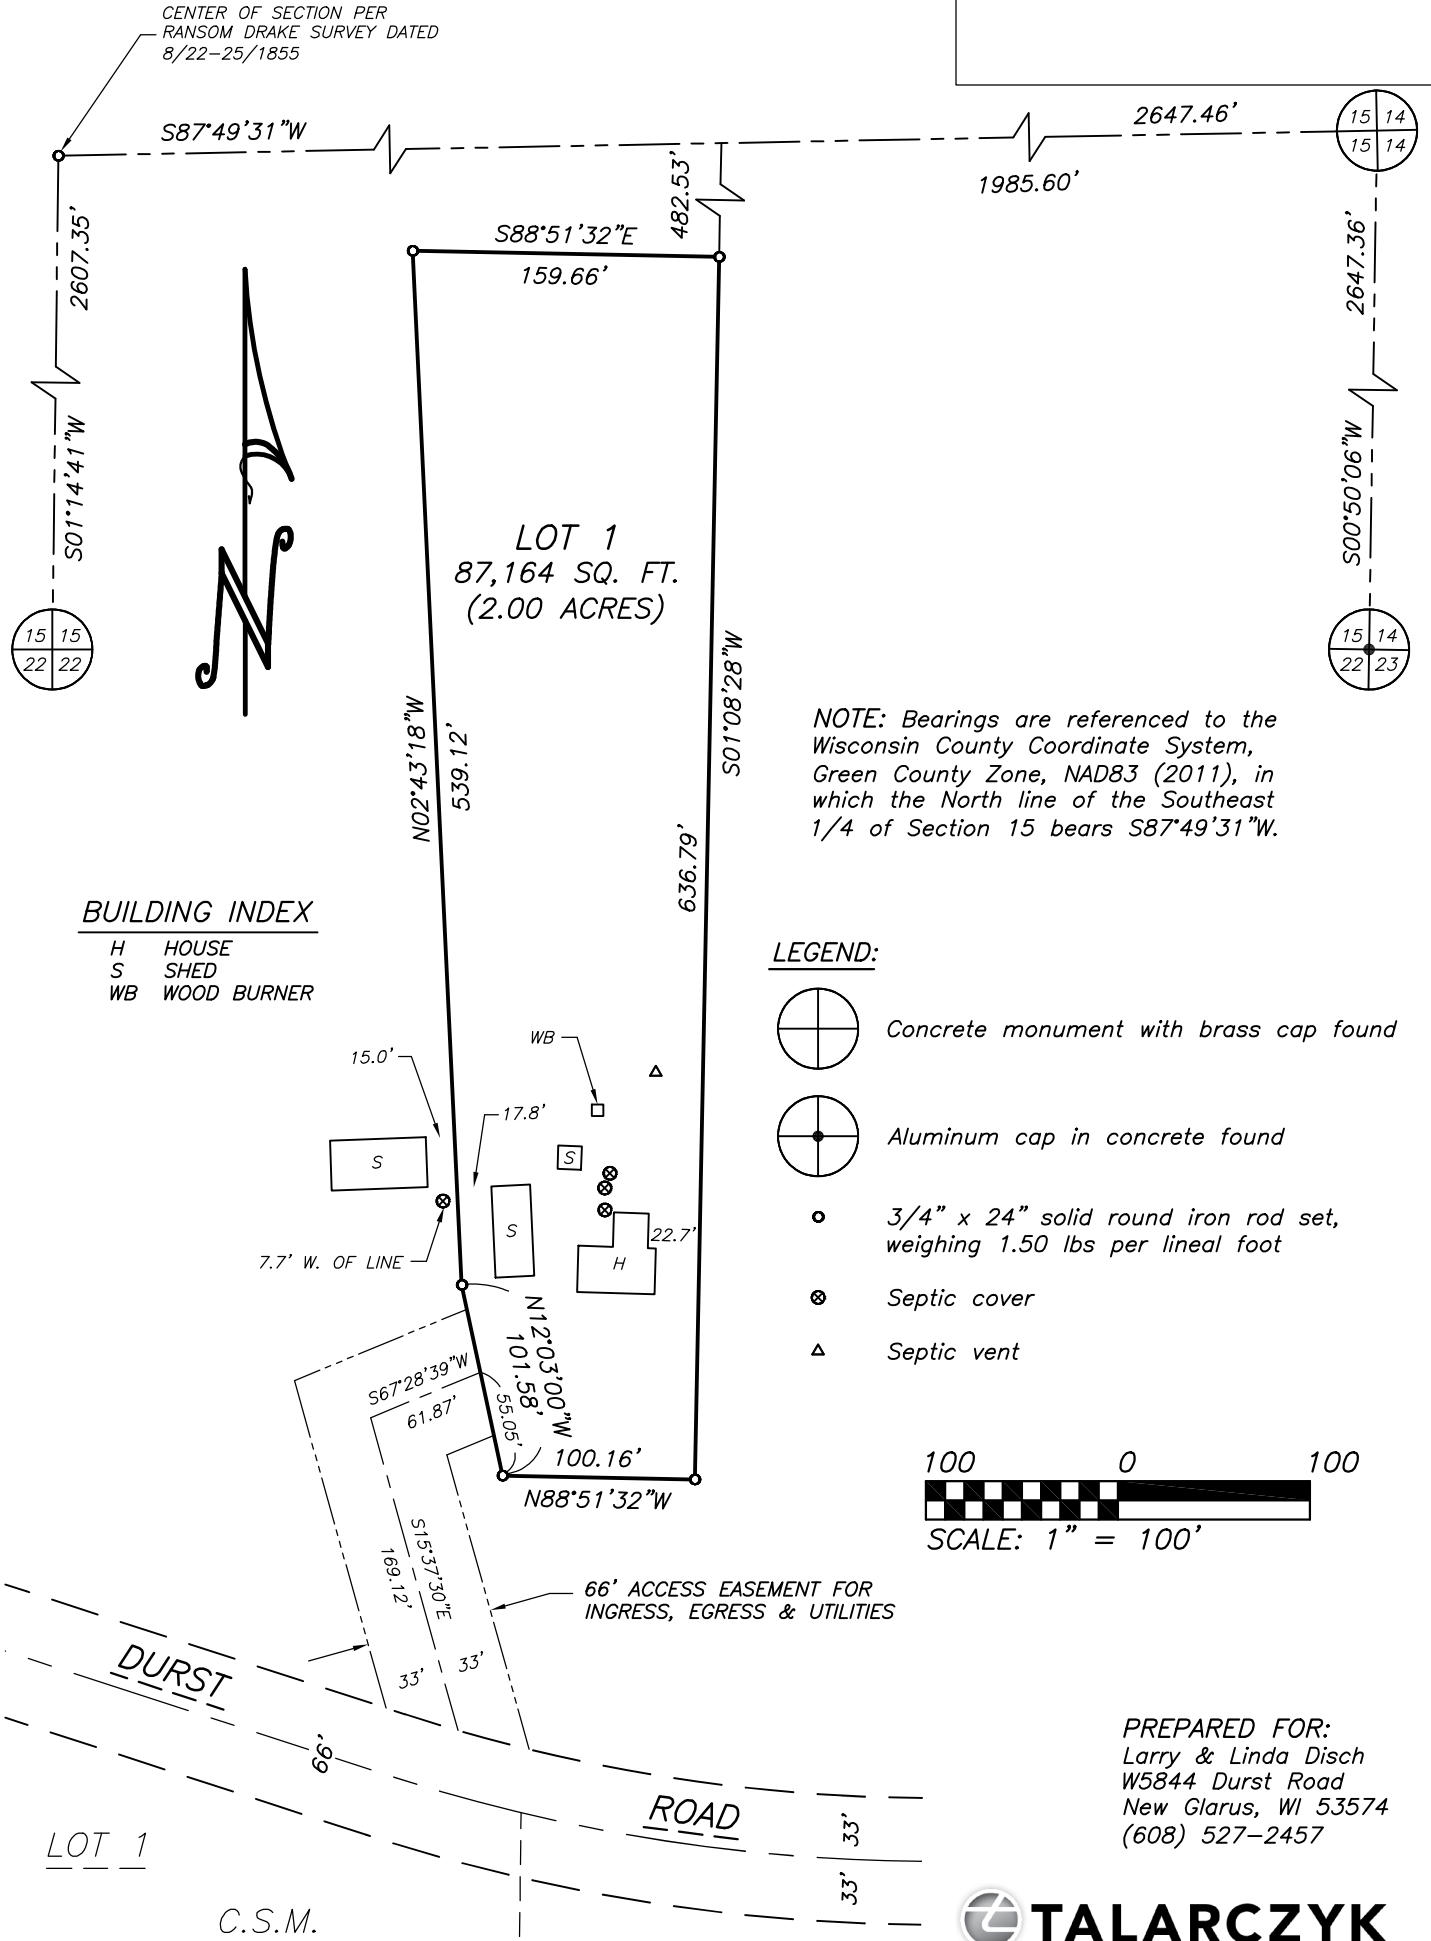 CENTER OF SECTION PER
RANSOM DRAKE SURVEY DATED
8/22-25/1855
S87°49'31"W
2647.46'
1985.60'
15 14
15 14
482.53'
2607.35'
S01°14'41"W
15 15
22 22
2647.36'
S00°50'06"W
15 14
22 23
S88°51'32"E
159.66'
N
LOT 1
87,164 SQ. FT.
(2.00 ACRES)
N02°43'18"W
539.12'
S01°08'28"W
636.79'
NOTE: Bearings are referenced to the
Wisconsin County Coordinate System,
Green County Zone, NAD83 (2011), in
which the North line of the Southeast
1/4 of Section 15 bears S87°49'31"W.
BUILDING INDEX
H HOUSE
S SHED
WB WOOD BURNER
LEGEND:
Concrete monument with brass cap found
Aluminum cap in concrete found
3/4" x 24" solid round iron rod set,
weighing 1.50 lbs per lineal foot
Septic cover
Septic vent
WB
15.0'
17.8'
S
S
S
H
22.7'
7.7' W. OF LINE
N12°03'00"W
101.58'
55.05'
S67°28'39"W
61.87'
100.16'
N88°51'32"W
S15°37'30"E
169.12'
33'
33'
66' ACCESS EASEMENT FOR
INGRESS, EGRESS & UTILITIES
100 0 100
SCALE: 1" = 100'
DURST
66'
ROAD
33'
33'
LOT 1
C.S.M.
PREPARED FOR:
Larry & Linda Disch
W5844 Durst Road
New Glarus, WI 53574
(608) 527-2457
TALARCZYK